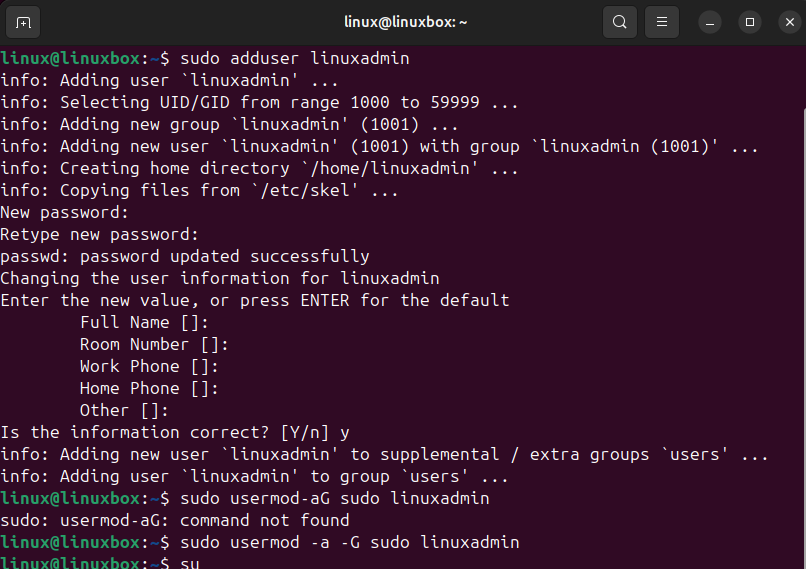 linux@linuxbox: ~
linux@linuxbox:~$ sudo adduser linuxadmin
info: Adding user `linuxadmin' ...
info: Selecting UID/GID from range 1000 to 59999 ...
info: Adding new group `linuxadmin' (1001) ...
info: Adding new user `linuxadmin' (1001) with group `linuxadmin (1001)' ...
info: Creating home directory `/home/linuxadmin' ...
info: Copying files from `/etc/skel' ...
New password:
Retype new password:
passwd: password updated successfully
Changing the user information for linuxadmin
Enter the new value, or press ENTER for the default
        Full Name []:
        Room Number []:
        Work Phone []:
        Home Phone []:
        Other []:
Is the information correct? [Y/n] y
info: Adding new user `linuxadmin' to supplemental / extra groups `users' ...
info: Adding user `linuxadmin' to group `users' ...
linux@linuxbox:~$ sudo usermod-aG sudo linuxadmin
sudo: usermod-aG: command not found
linux@linuxbox:~$ sudo usermod -a -G sudo linuxadmin
linux@linuxbox:~$ su